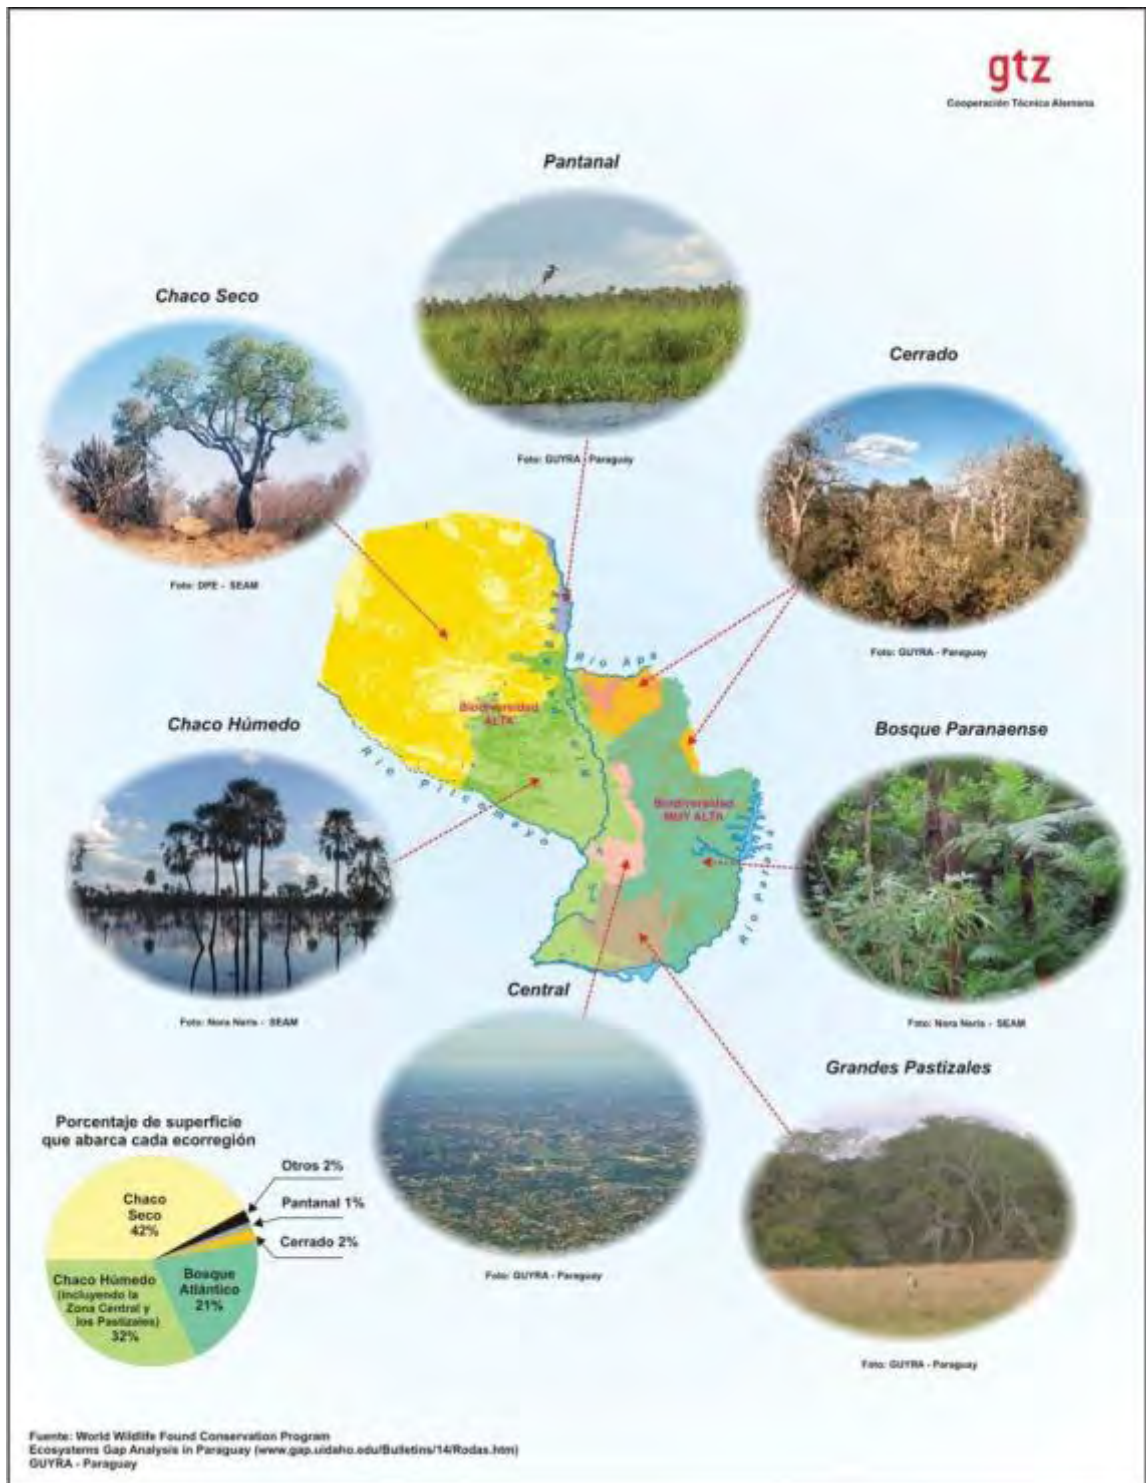 gtz
Cooperación Técnica Alemana
Pantanal
Foto: GUYRA - Paraguay
Chaco Seco
Foto: DPE - SEAM
Cerrado
Foto: GUYRA - Paraguay
Río Apa
Biodiversidad
ALTA
Río Pilcomayo
Chaco Húmedo
Foto: Nora Neris - SEAM
Bosque Paranaense
Biodiversidad
MUY ALTA
Río Paraná
Foto: Nora Neris - SEAM
Central
Foto: GUYRA - Paraguay
Grandes Pastizales
Foto: GUYRA - Paraguay
Porcentaje de superficie
que abarca cada ecorregión
Chaco
Seco
42%
Otros 2%
Pantanal 1%
Cerrado 2%
Bosque
Atlántico
21%
Chaco Húmedo
(incluyendo la
Zona Central y
los Pastizales)
32%
Fuente: World Wildlife Found Conservation Program
Ecosystems Gap Analysis in Paraguay (www.gap.uidaho.edu/Bulletins/14/Rodas.htm)
GUYRA - Paraguay